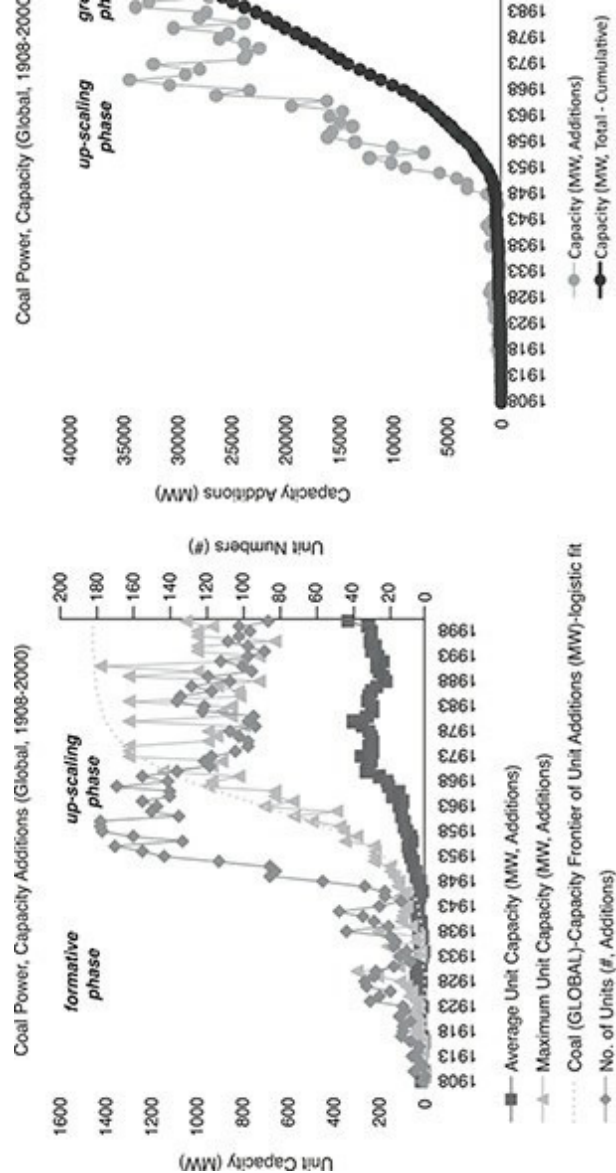 Coal Power, Capacity Additions (Global, 1908-2000)
Unit Capacity (MW)
1600
1400
1200
1000
800
600
400
200
0
formative
phase
up-scaling
phase
200
180
160
140
120
100
80
60
40
20
0
Unit Numbers (#)
1908 1913 1918 1923 1928 1933 1938 1943 1948 1953 1958 1963 1968 1973 1978 1983 1988 1993 1998
Average Unit Capacity (MW, Additions)
Maximum Unit Capacity (MW, Additions)
Coal (GLOBAL)-Capacity Frontier of Unit Additions (MW)-logistic fit
No. of Units (#, Additions)
Coal Power, Capacity (Global, 1908-2000)
Capacity Additions (MW)
40000
35000
30000
25000
20000
15000
10000
5000
0
up-scaling
phase
gro
ph
1908 1913 1918 1923 1928 1933 1938 1943 1948 1953 1958 1963 1968 1973 1978 1983
Capacity (MW, Additions)
Capacity (MW, Total - Cumulative)